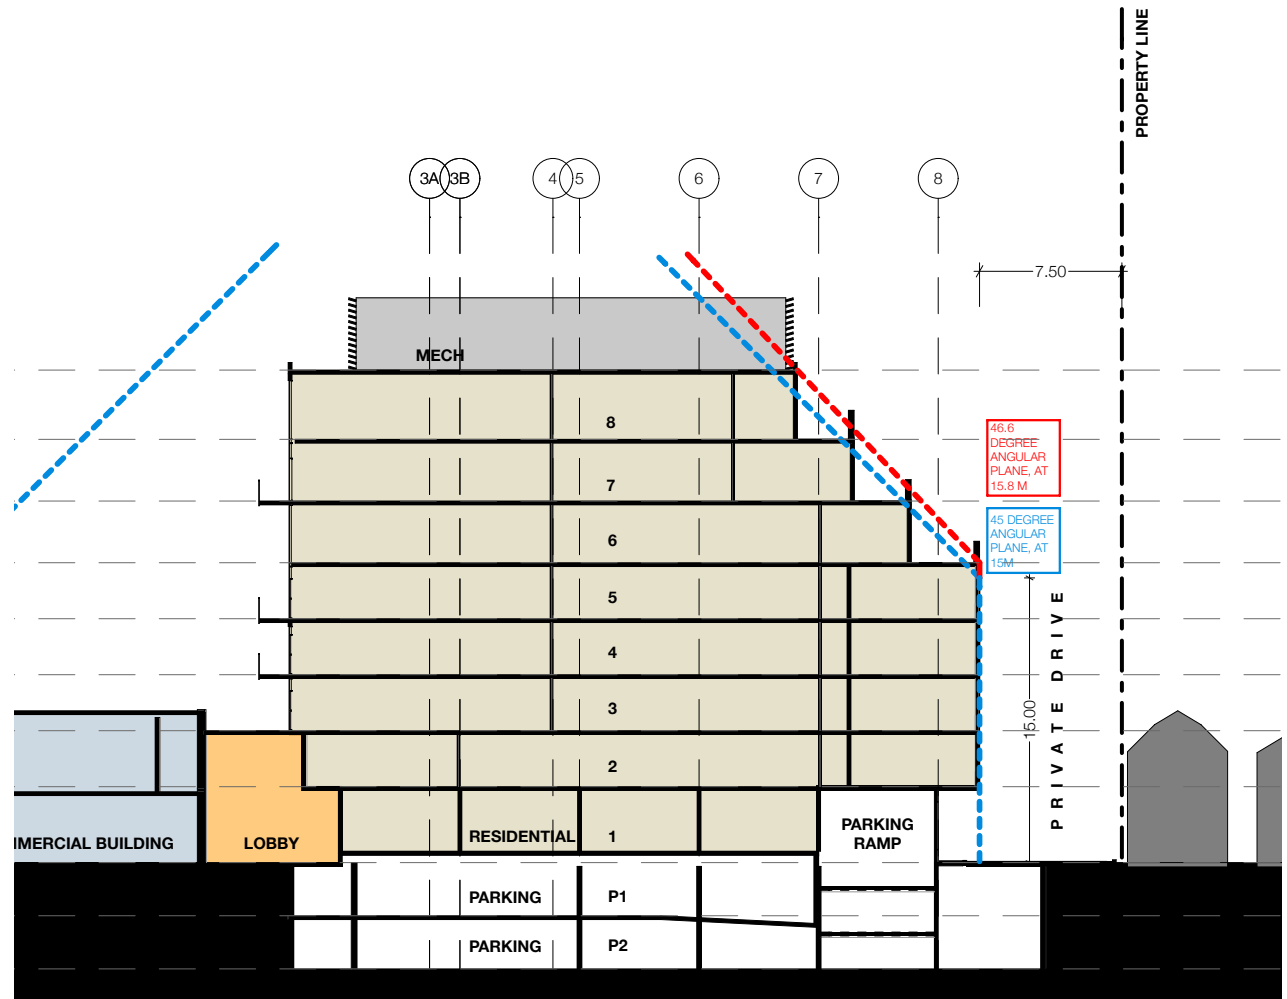 PROPERTY LINE
3A
3B
4
5
6
7
8
7.50
MECH
46.6
DEGREE
ANGULAR
PLANE, AT
15.8 M
45 DEGREE
ANGULAR
PLANE, AT
15M
8
7
6
5
4
3
2
15.00
PRIVATE DRIVE
MMERCIAL BUILDING
LOBBY
RESIDENTIAL 1
PARKING
RAMP
PARKING P1
PARKING P2